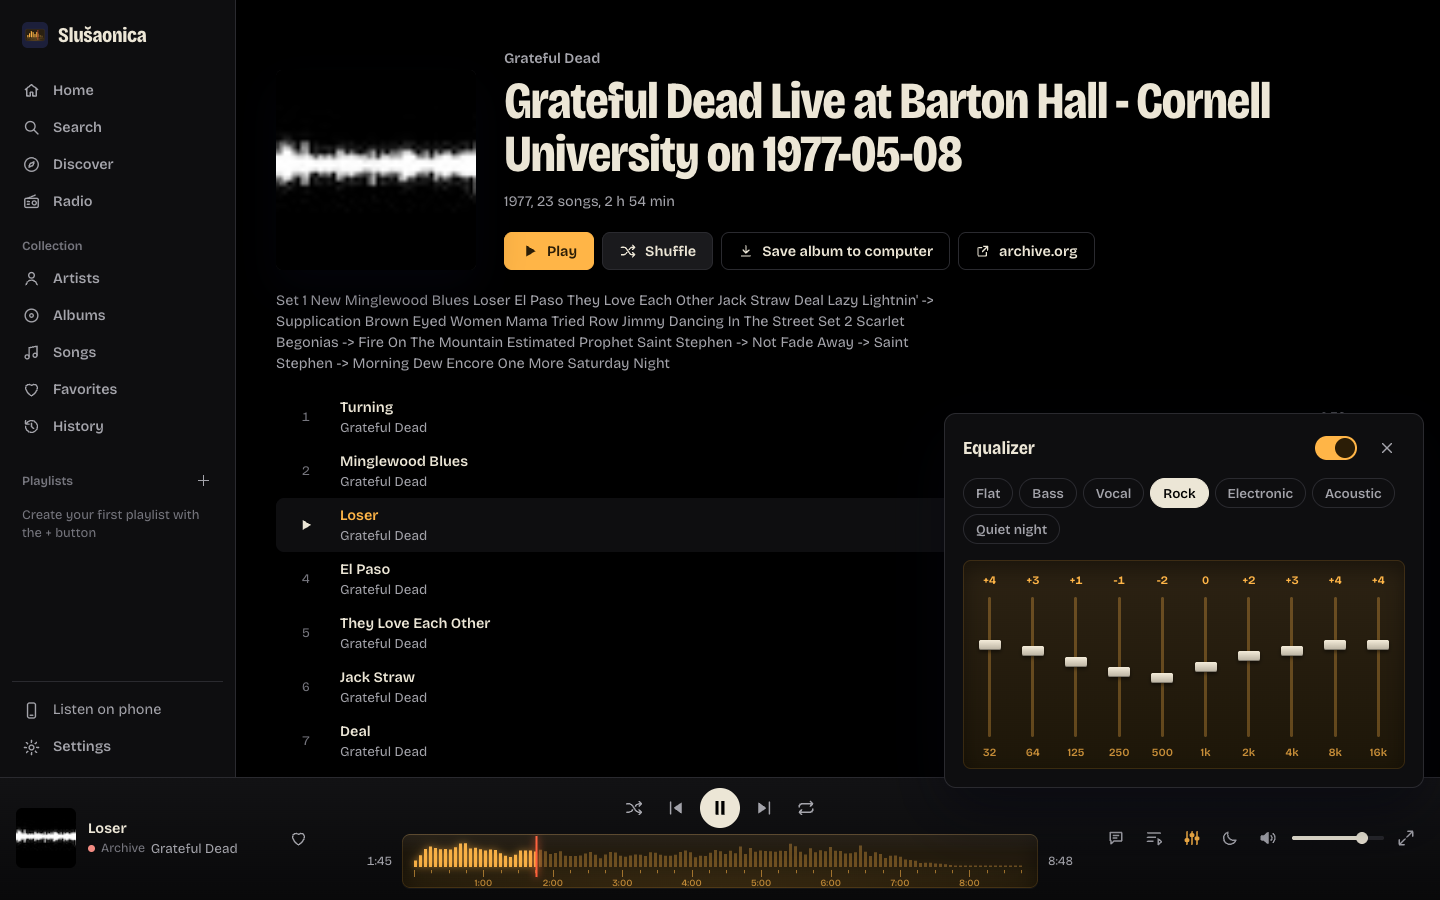 Slušaonica
Home
Search
Discover
Radio
Collection
Artists
Albums
Songs
Favorites
History
Playlists
Create your first playlist with
the + button
Listen on phone
Settings
Grateful Dead
Grateful Dead Live at Barton Hall - Cornell
University on 1977-05-08
1977, 23 songs, 2 h 54 min
Play
Shuffle
Save album to computer
archive.org
Set 1 New Minglewood Blues Loser El Paso They Love Each Other Jack Straw Deal Lazy Lightnin' ->
Supplication Brown Eyed Women Mama Tried Row Jimmy Dancing In The Street Set 2 Scarlet
Begonias -> Fire On The Mountain Estimated Prophet Saint Stephen -> Not Fade Away -> Saint
Stephen -> Morning Dew Encore One More Saturday Night
1 Turning
Grateful Dead
2 Minglewood Blues
Grateful Dead
Loser
Grateful Dead
4 El Paso
Grateful Dead
5 They Love Each Other
Grateful Dead
6 Jack Straw
Grateful Dead
7 Deal
Grateful Dead
Equalizer
Flat Bass Vocal Rock Electronic Acoustic
Quiet night
+4 +3 +1 -1 -2 0 +2 +3 +4 +4
32 64 125 250 500 1k 2k 4k 8k 16k
Loser
Archive Grateful Dead
1:45
1:00 2:00 3:00 4:00 5:00 6:00 7:00 8:00
8:48